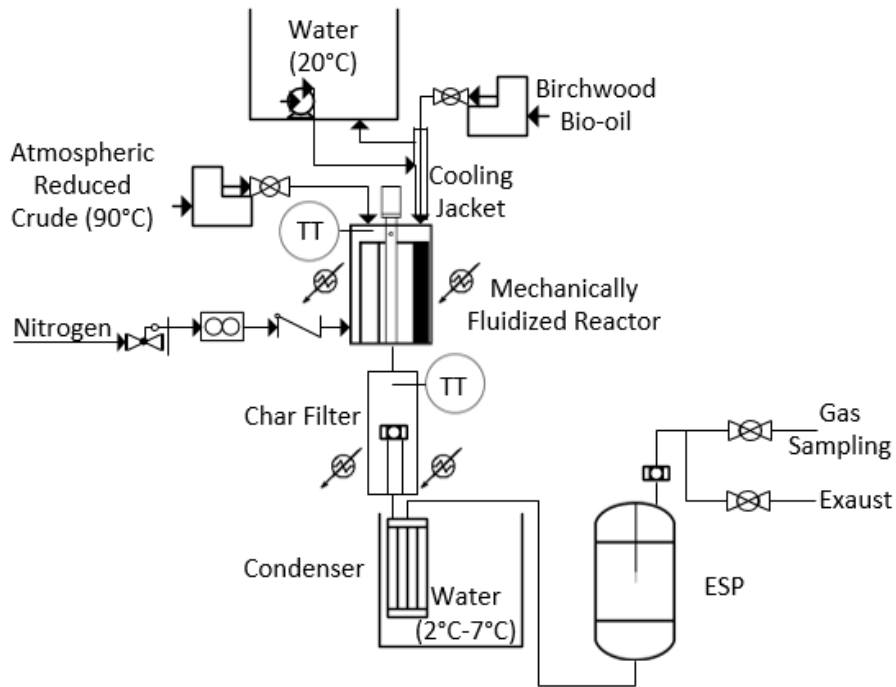 Water
(20°C)
Birchwood
Bio-oil
Atmospheric
Reduced
Crude (90°C)
Cooling
Jacket
TT
Mechanically
Fluidized Reactor
Nitrogen
TT
Char Filter
Gas
Sampling
Exaust
Condenser
Water
(2°C-7°C)
ESP